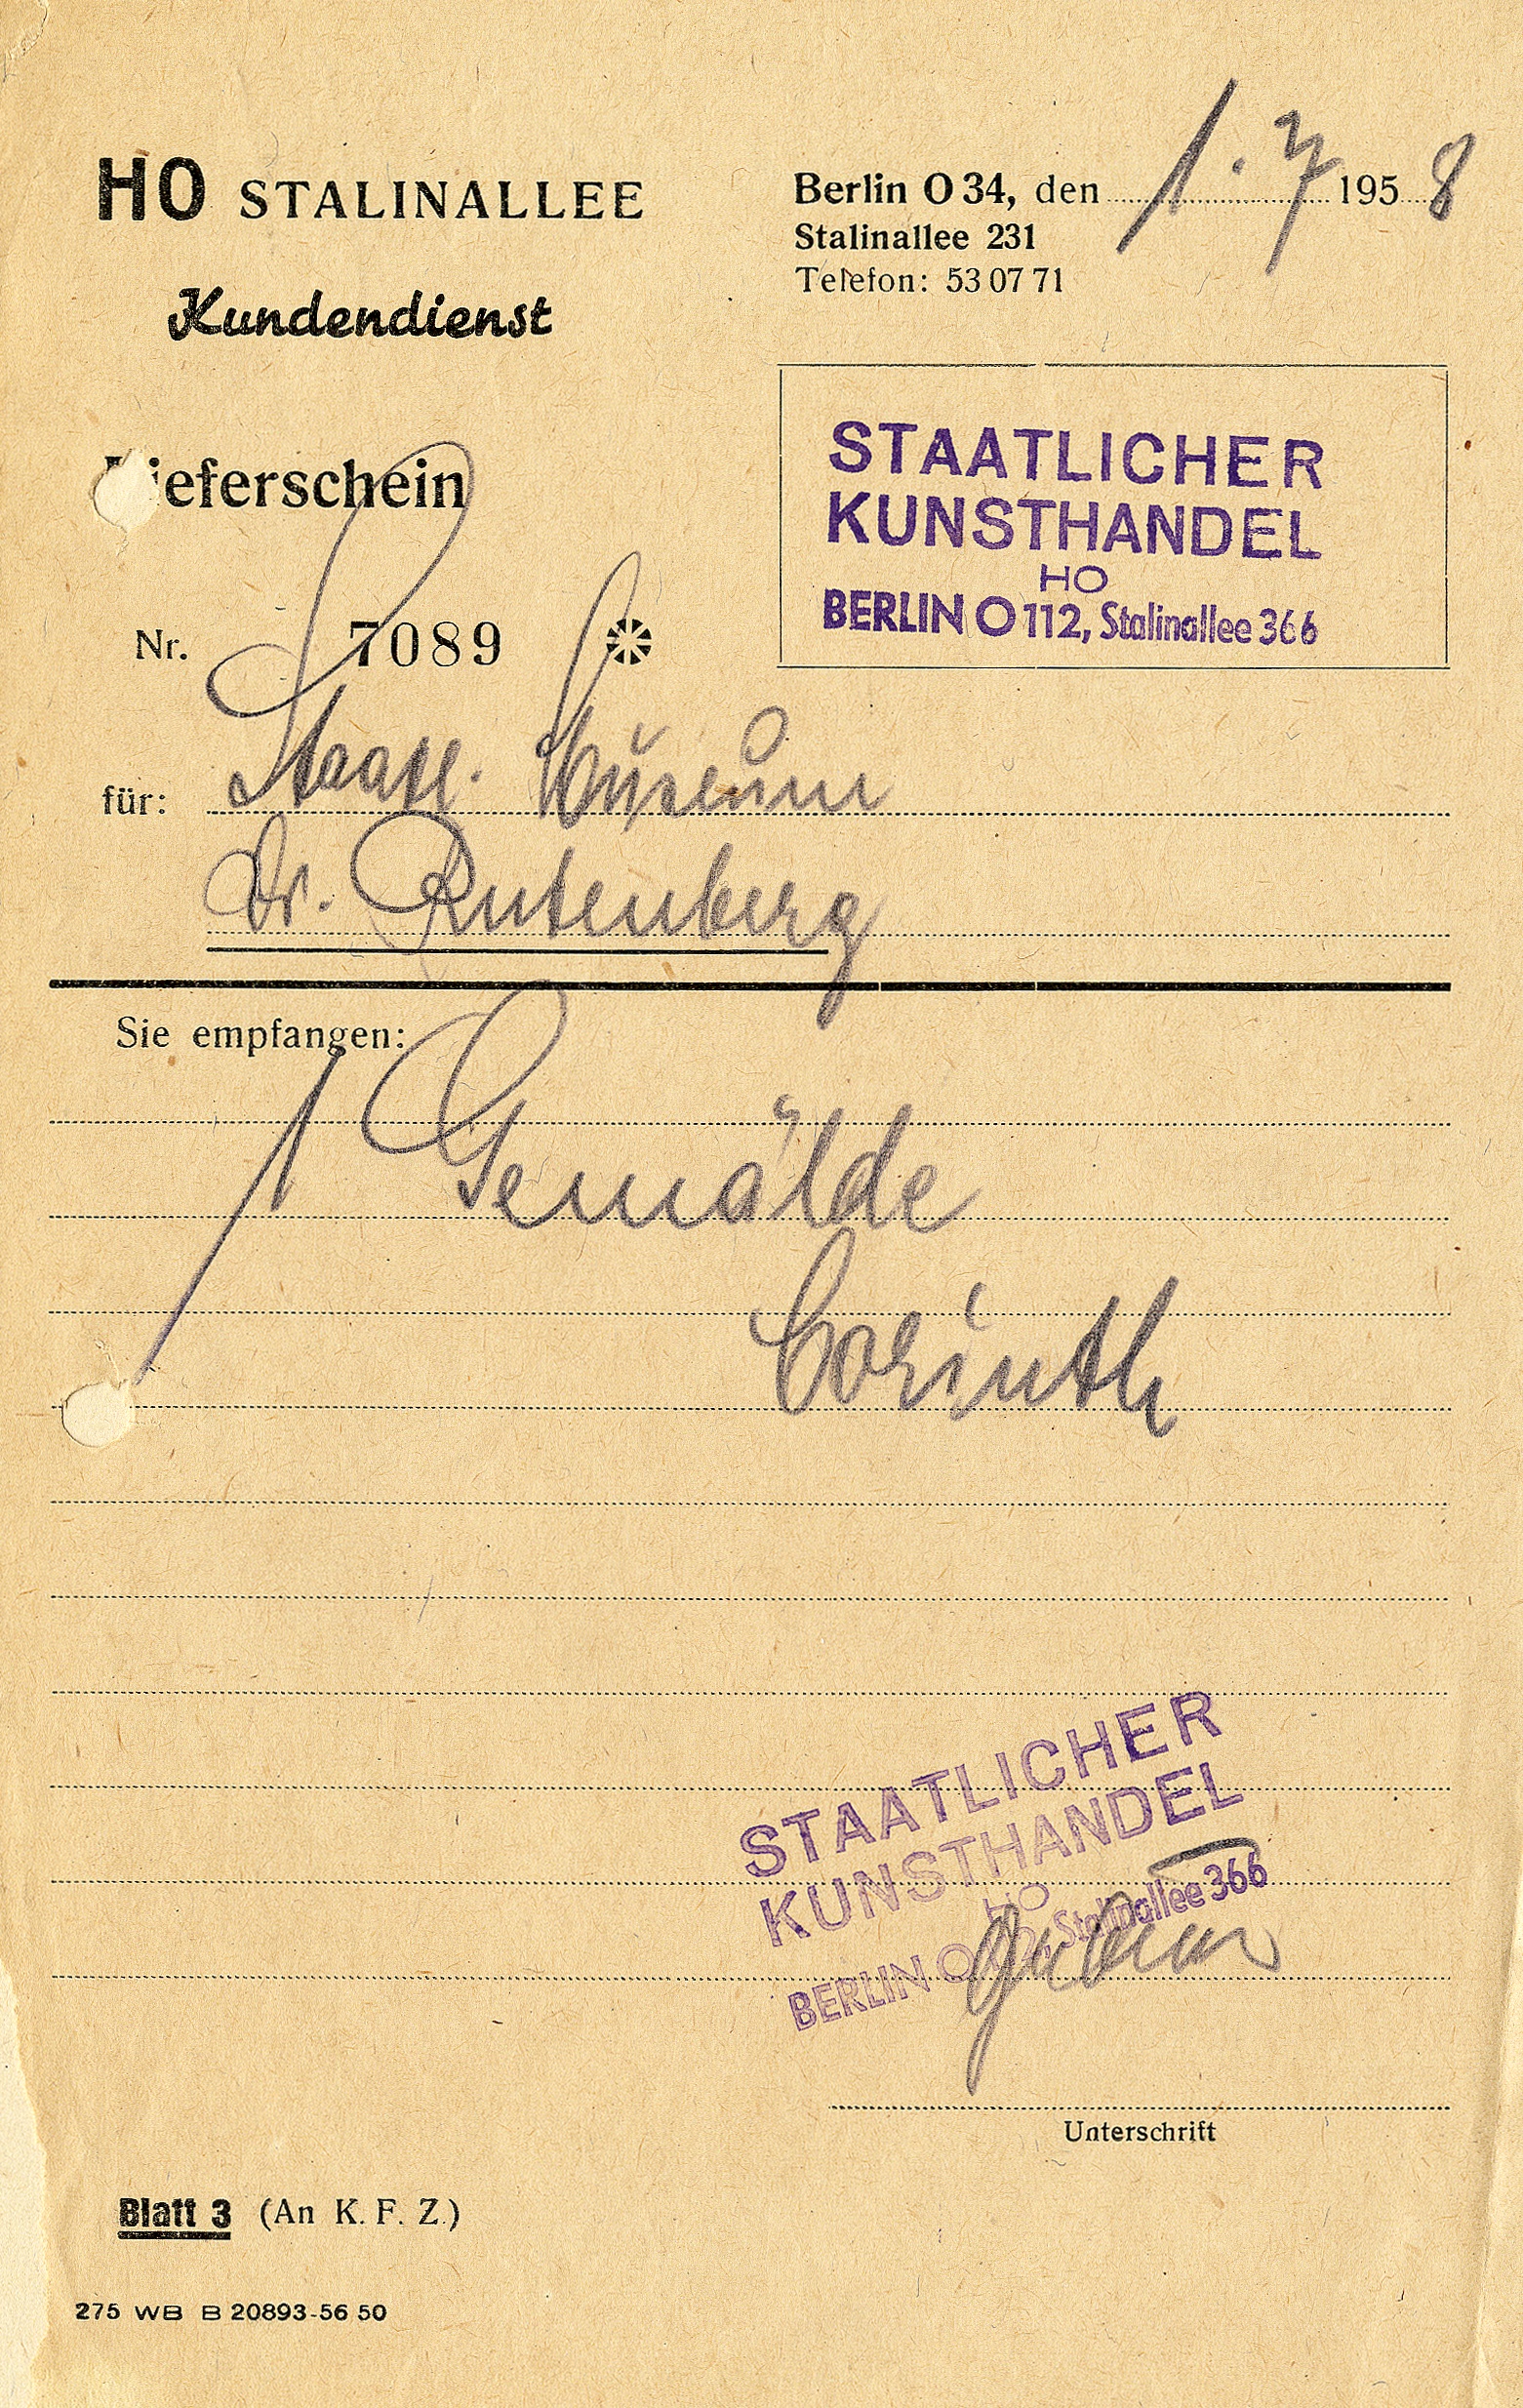 HO STALINALLEE
Kundendienst
Berlin O 34, den 1. 7 1958
Stalinallee 231
Telefon: 53 07 71
STAATLICHER
KUNSTHANDEL
HO
BERLIN O 112, Stalinallee 366
Lieferschein
Nr. 7089
für: Staatl. Museum
Dr. Rutenberg
Sie empfangen:
1 Gemälde
Corinth
STAATLICHER
KUNSTHANDEL
HO
BERLIN O 112, Stalinallee 366
Unterschrift
Blatt 3 (An K. F. Z.)
275 WB B 20893-56 50